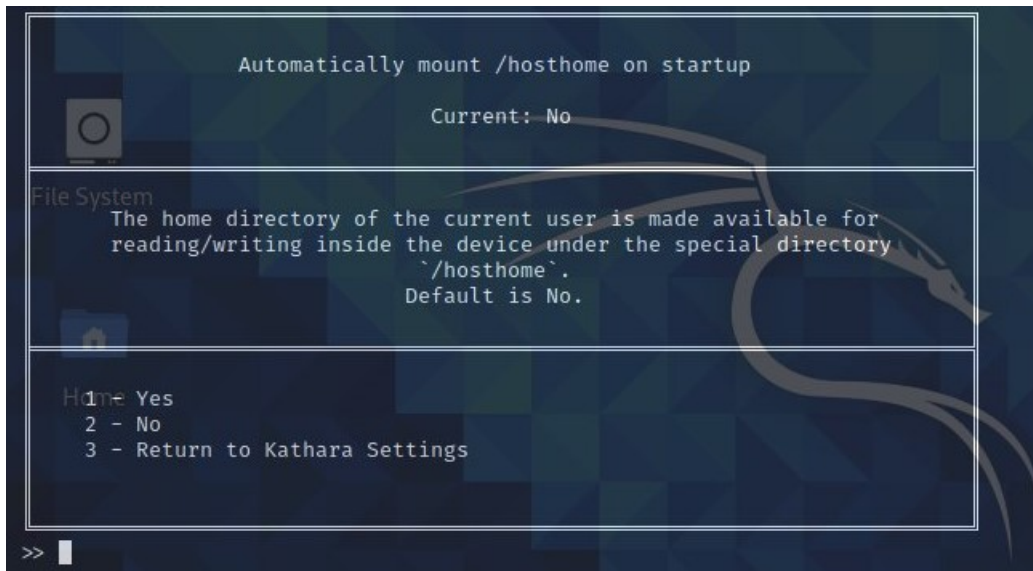 Automatically mount /hosthome on startup
Current: No
File System
The home directory of the current user is made available for
reading/writing inside the device under the special directory
`/hosthome`.
Default is No.
Home
1 - Yes
2 - No
3 - Return to Kathara Settings
>>